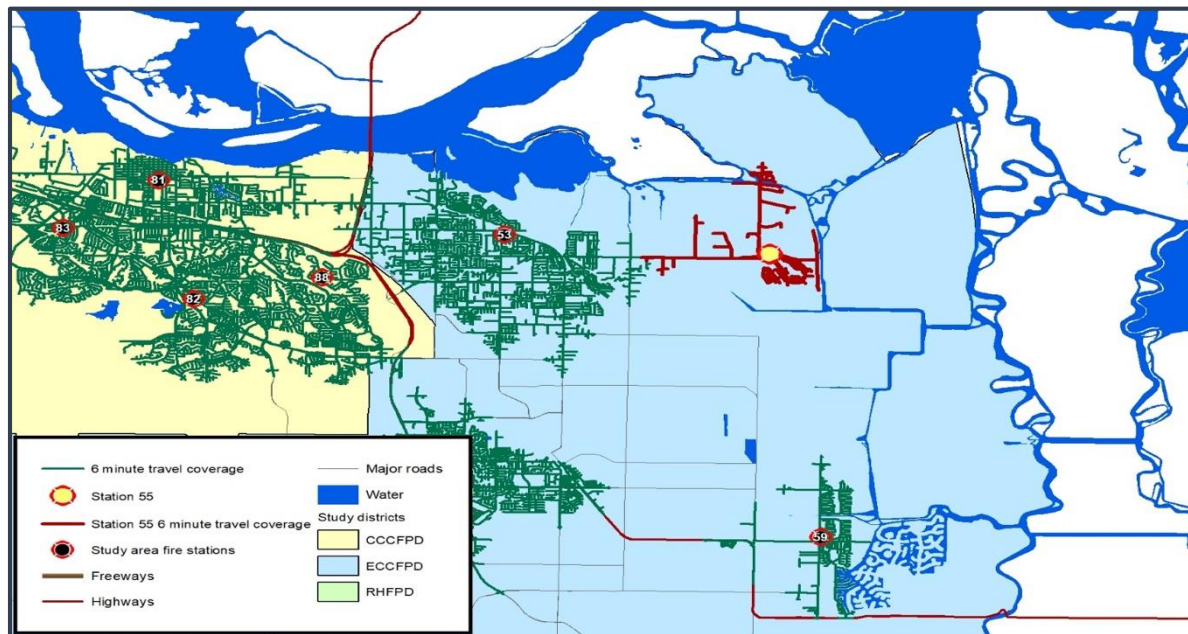 81
83
53
88
82
59
6 minute travel coverage
Station 55
Station 55 6 minute travel coverage
Study area fire stations
Freeways
Highways
Major roads
Water
Study districts
CCCFPD
ECCFPD
RHFPD